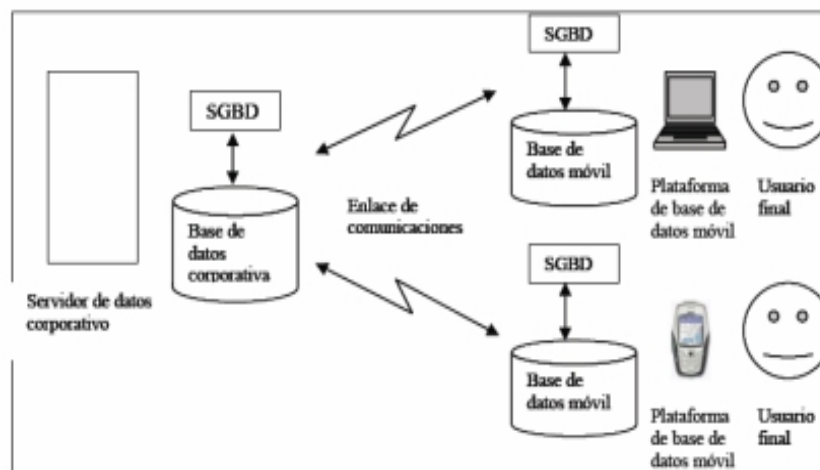 SGBD
SGBD
Base de
datos móvil
Base de
datos
corporativa
Enlace de
comunicaciones
Plataforma
de base de
datos móvil
Usuario
final
Servidor de datos
corporativo
SGBD
Base de
datos móvil
Plataforma
de base de
datos móvil
Usuario
final